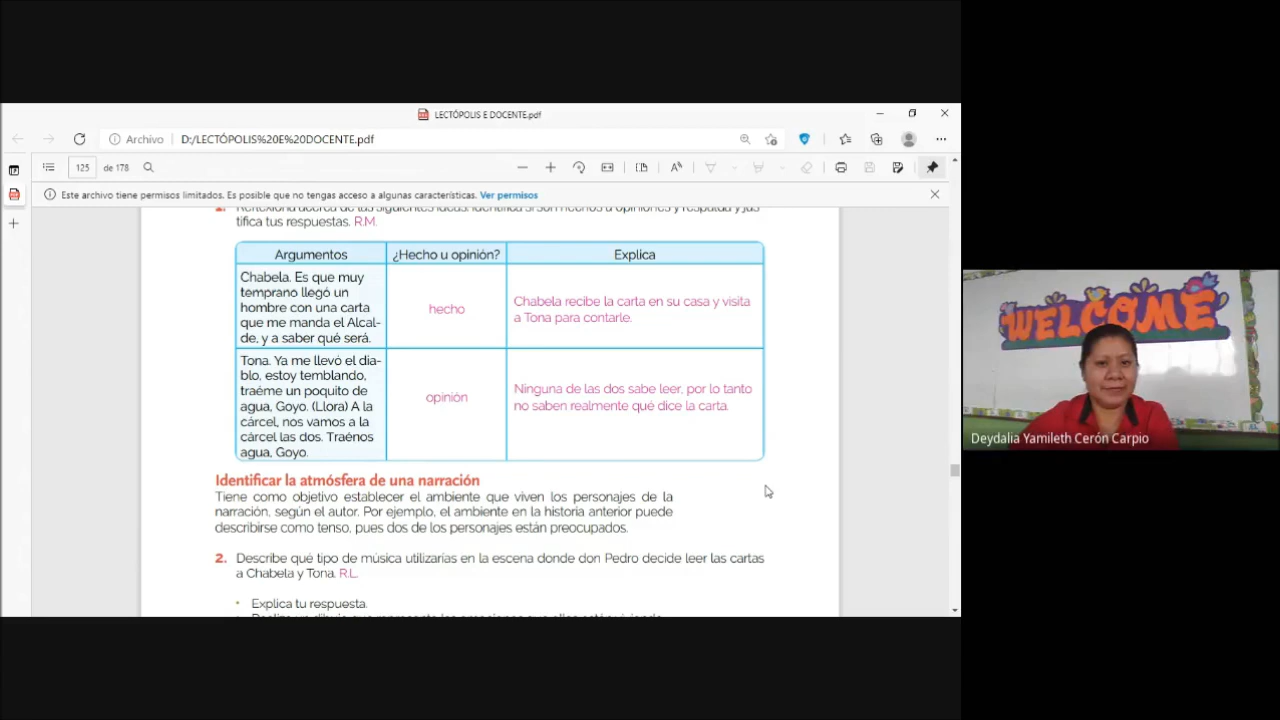 LECTÓPOLIS E DOCENTE.pdf
Archivo
D:/LECTÓPOLIS%20E%20DOCENTE.pdf
125 de 178
Este archivo tiene permisos limitados. Es posible que no tengas acceso a algunas características. Ver permisos
tifica tus respuestas. R.M.
Argumentos ¿Hecho u opinión? Explica
Chabela. Es que muy
temprano llegó un
hombre con una carta
que me manda el Alcal-
de, y a saber qué será.
hecho
Chabela recibe la carta en su casa y visita
a Tona para contarle.
Tona. Ya me llevó el dia-
blo, estoy temblando,
traéme un poquito de
agua, Goyo. (Llora) A la
cárcel, nos vamos a la
cárcel las dos. Traénos
agua, Goyo.
opinión
Ninguna de las dos sabe leer, por lo tanto
no saben realmente qué dice la carta.
Identificar la atmósfera de una narración
Tiene como objetivo establecer el ambiente que viven los personajes de la
narración, según el autor. Por ejemplo, el ambiente en la historia anterior puede
describirse como tenso, pues dos de los personajes están preocupados.
2. Describe qué tipo de música utilizarías en la escena donde don Pedro decide leer las cartas
a Chabela y Tona. R.L.
• Explica tu respuesta.
WELCOME
Deydalia Yamileth Cerón Carpio